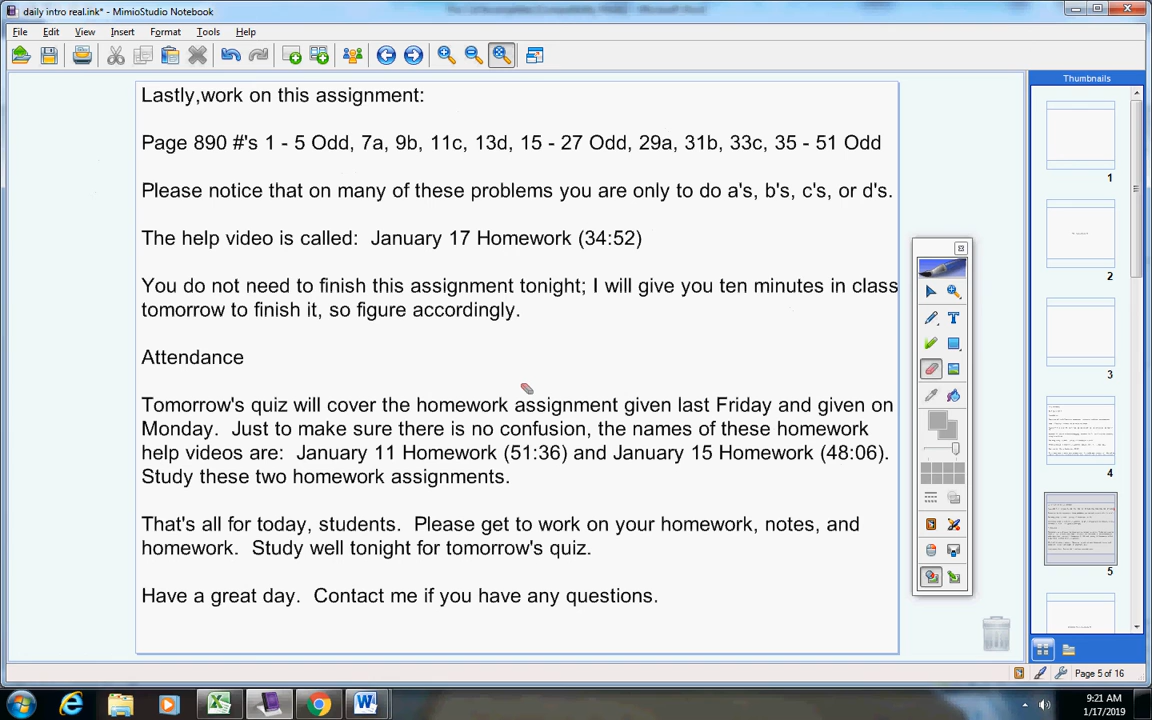 daily intro real.ink* - MimioStudio Notebook
File Edit View Insert Format Tools Help
Lastly,work on this assignment:
Page 890 #'s 1 - 5 Odd, 7a, 9b, 11c, 13d, 15 - 27 Odd, 29a, 31b, 33c, 35 - 51 Odd
Please notice that on many of these problems you are only to do a's, b's, c's, or d's.
The help video is called:  January 17 Homework (34:52)
You do not need to finish this assignment tonight; I will give you ten minutes in class
tomorrow to finish it, so figure accordingly.
Attendance
Tomorrow's quiz will cover the homework assignment given last Friday and given on
Monday.  Just to make sure there is no confusion, the names of these homework
help videos are:  January 11 Homework (51:36) and January 15 Homework (48:06).
Study these two homework assignments.
That's all for today, students.  Please get to work on your homework, notes, and
homework.  Study well tonight for tomorrow's quiz.
Have a great day.  Contact me if you have any questions.
Thumbnails
1
2
3
4
5
Page 5 of 16
9:21 AM
1/17/2019